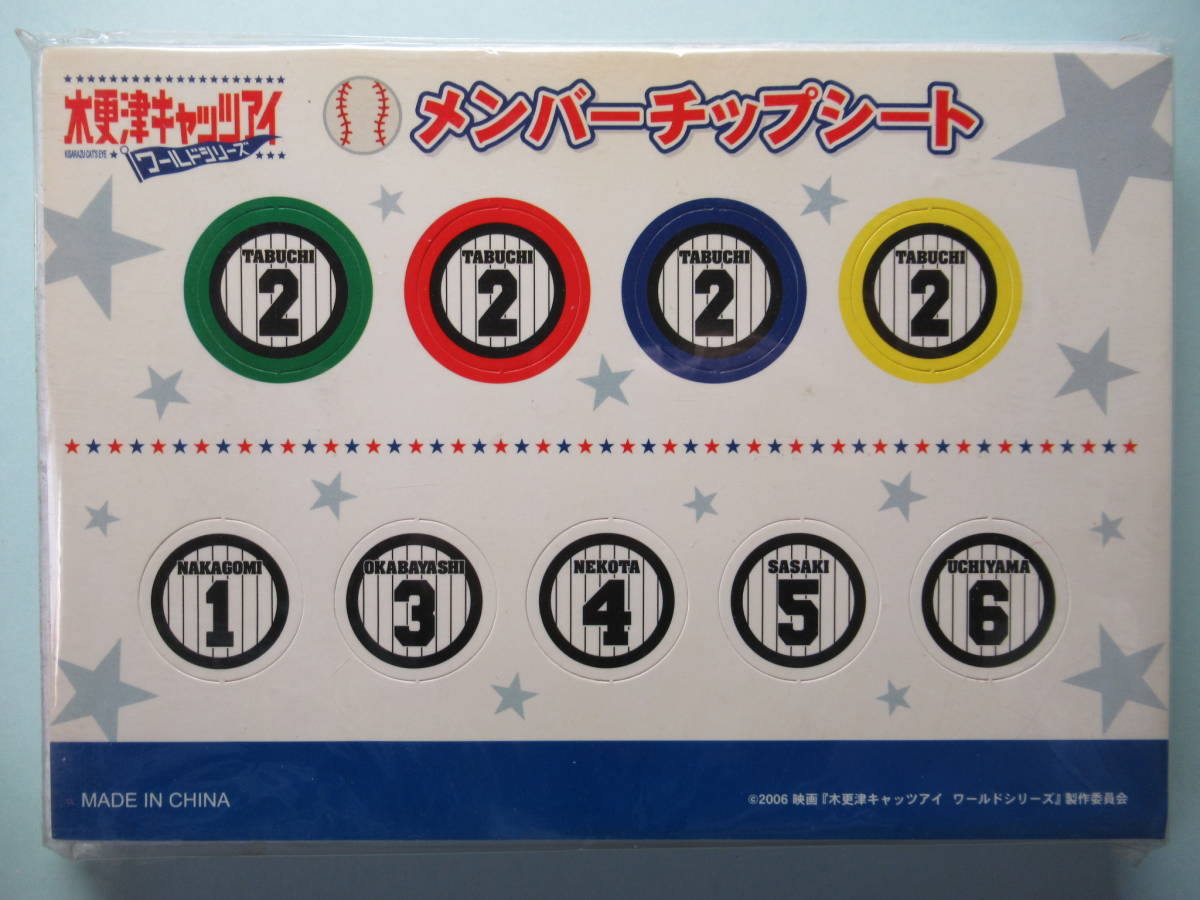 木更津キャッツアイ
KISARAZU CAT'S EYE
ワールドシリーズ
メンバーチップシート
TABUCHI
2
TABUCHI
2
TABUCHI
2
TABUCHI
2
NAKAGOMI
1
OKABAYASHI
3
NEKOTA
4
SASAKI
5
UCHIYAMA
6
MADE IN CHINA
©2006 映画『木更津キャッツアイ ワールドシリーズ』製作委員会